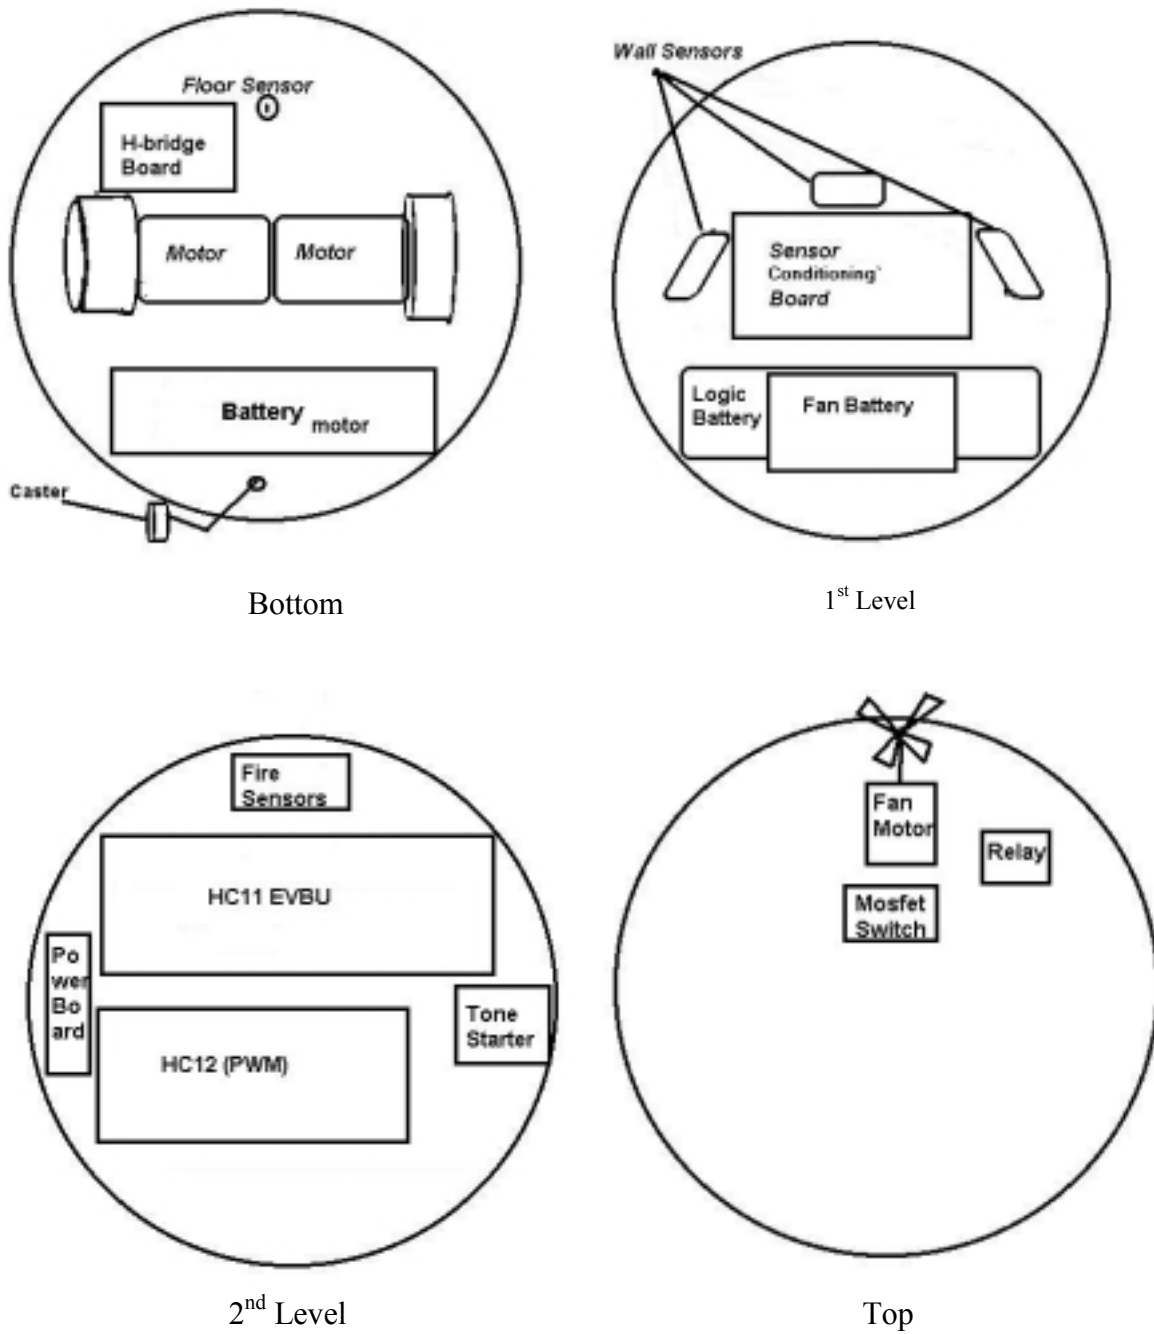 Floor Sensor
H-bridge
Board
Motor
Motor
Battery motor
Caster
Bottom
Wall Sensors
Sensor
Conditioning`
Board
Logic
Battery
Fan Battery
1st Level
Fire
Sensors
HC11 EVBU
Po
wer
Bo
ard
Tone
Starter
HC12 (PWM)
2nd Level
Fan
Motor
Relay
Mosfet
Switch
Top